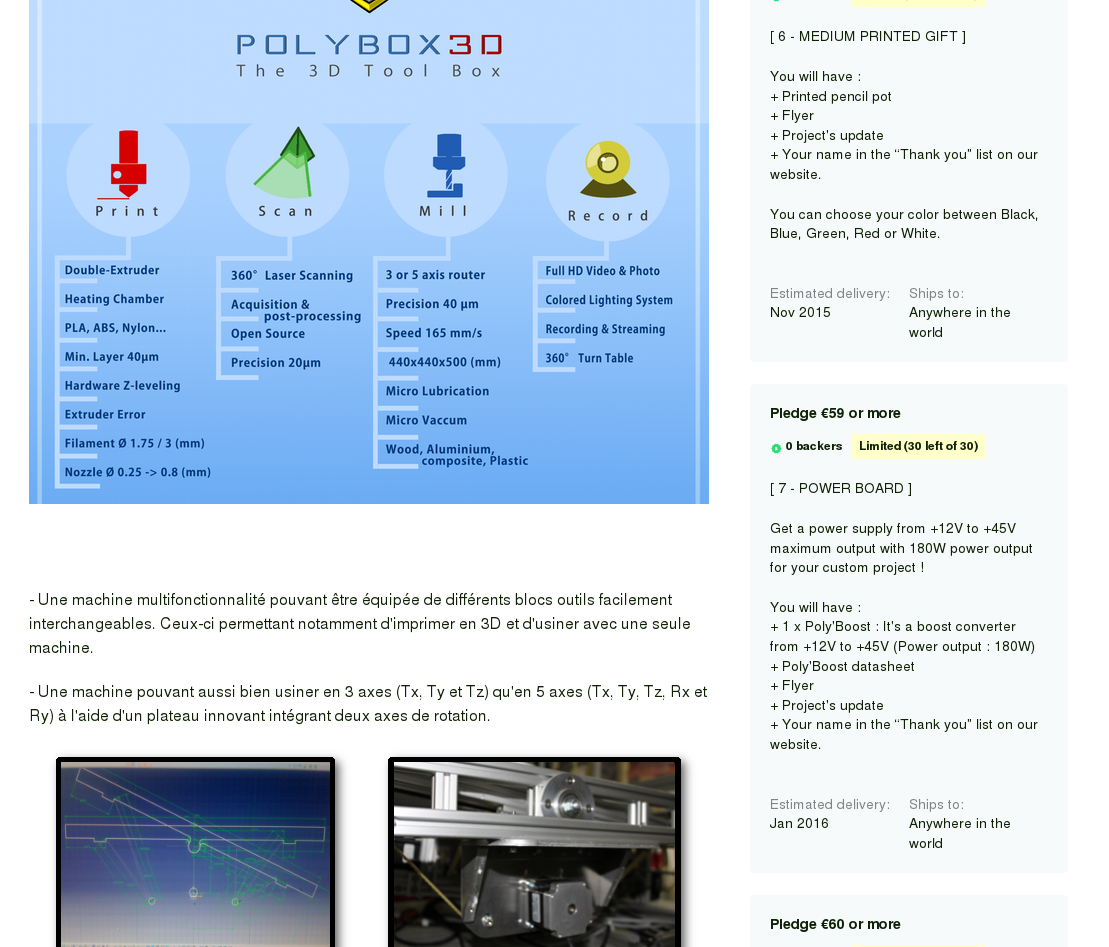 POLYBOX3D
The 3D Tool Box
Print
Double-Extruder
Heating Chamber
PLA, ABS, Nylon...
Min. Layer 40µm
Hardware Z-leveling
Extruder Error
Filament Ø 1.75 / 3 (mm)
Nozzle Ø 0.25 -> 0.8 (mm)
Scan
360° Laser Scanning
Acquisition &
post-processing
Open Source
Precision 20µm
Mill
3 or 5 axis router
Precision 40 µm
Speed 165 mm/s
440x440x500 (mm)
Micro Lubrication
Micro Vaccum
Wood, Aluminium,
composite, Plastic
Record
Full HD Video & Photo
Colored Lighting System
Recording & Streaming
360° Turn Table
- Une machine multifonctionnalité pouvant être équipée de différents blocs outils facilement
interchangeables. Ceux-ci permettant notamment d'imprimer en 3D et d'usiner avec une seule
machine.
- Une machine pouvant aussi bien usiner en 3 axes (Tx, Ty et Tz) qu'en 5 axes (Tx, Ty, Tz, Rx et
Ry) à l'aide d'un plateau innovant intégrant deux axes de rotation.
[ 6 - MEDIUM PRINTED GIFT ]
You will have :
+ Printed pencil pot
+ Flyer
+ Project's update
+ Your name in the “Thank you” list on our
website.
You can choose your color between Black,
Blue, Green, Red or White.
Estimated delivery:
Nov 2015
Ships to:
Anywhere in the
world
Pledge €59 or more
0 backers Limited (30 left of 30)
[ 7 - POWER BOARD ]
Get a power supply from +12V to +45V
maximum output with 180W power output
for your custom project !
You will have :
+ 1 x Poly'Boost : It's a boost converter
from +12V to +45V (Power output : 180W)
+ Poly'Boost datasheet
+ Flyer
+ Project's update
+ Your name in the “Thank you” list on our
website.
Estimated delivery:
Jan 2016
Ships to:
Anywhere in the
world
Pledge €60 or more